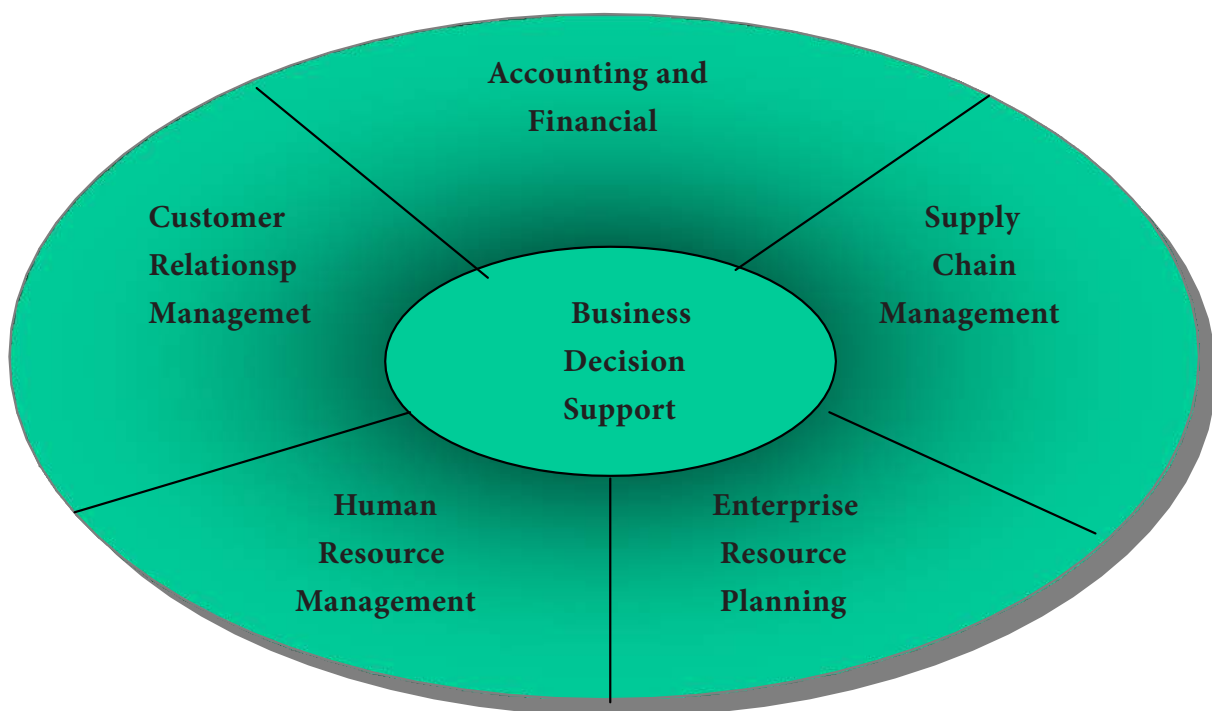 Accounting and
Financial
Customer
Relationsp
Managemet
Supply
Chain
Management
Business
Decision
Support
Human
Resource
Management
Enterprise
Resource
Planning